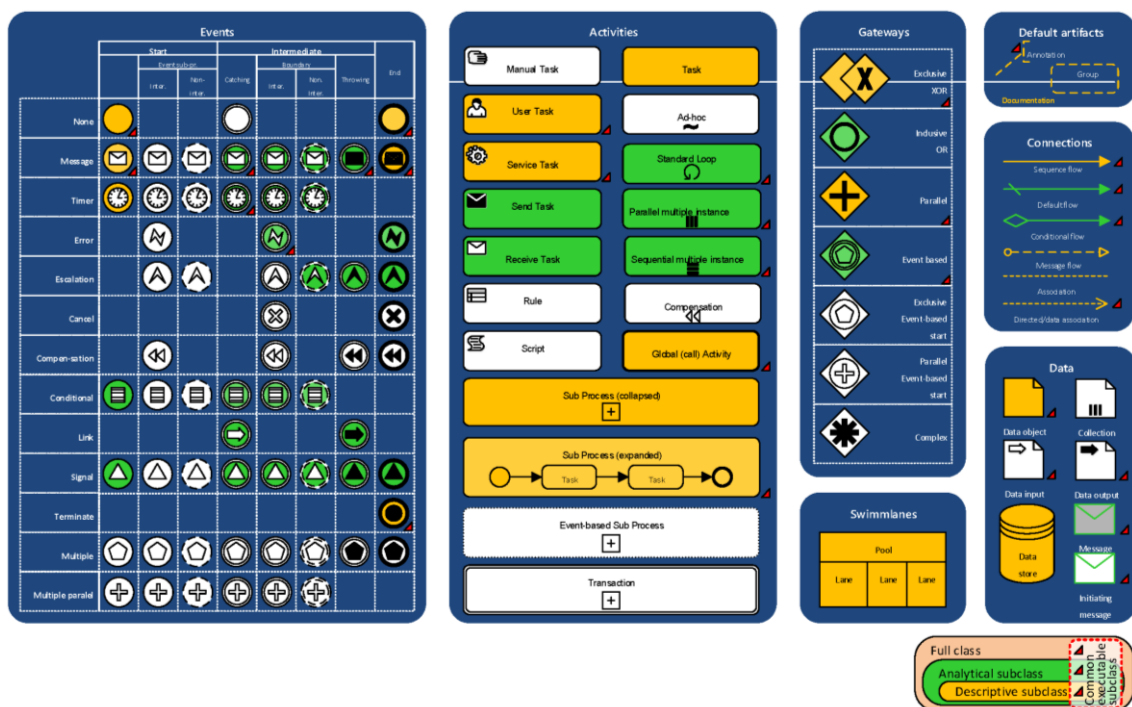 Events
Start
Intermediate
End
Event subpr.
Catching
Boundary
Throwing
Inter.
Non-
inter.
Inter.
Non.
Inter.
None
Message
Timer
Error
Escalation
Cancel
Compen-sation
Conditional
Link
Signal
Terminate
Multiple
Multiple paralel
Activities
Manual Task
Task
User Task
Ad-hoc
Service Task
Standard Loop
Send Task
Parallel multiple instance
Receive Task
Sequential multiple instance
Rule
Compensation
Script
Global (call) Activity
Sub Process (collapsed)
Sub Process (expanded)
Task
Task
Event-based Sub Process
Transaction
Gateways
X
Exclusive
XOR
Inclusive
OR
Parallel
Event based
Exclusive
Event-based
start
Parallel
Event-based
start
Complex
Swimmlanes
Pool
Lane
Lane
Lane
Default artifacts
Annotation
Group
Documentation
Connections
Sequence flow
Default flow
Conditional flow
Message flow
Association
Directed/data association
Data
Data object
Collection
Data input
Data output
Data
store
Message
Initiating
message
Full class
Analytical subclass
Descriptive subclass
Common
executable
subclass